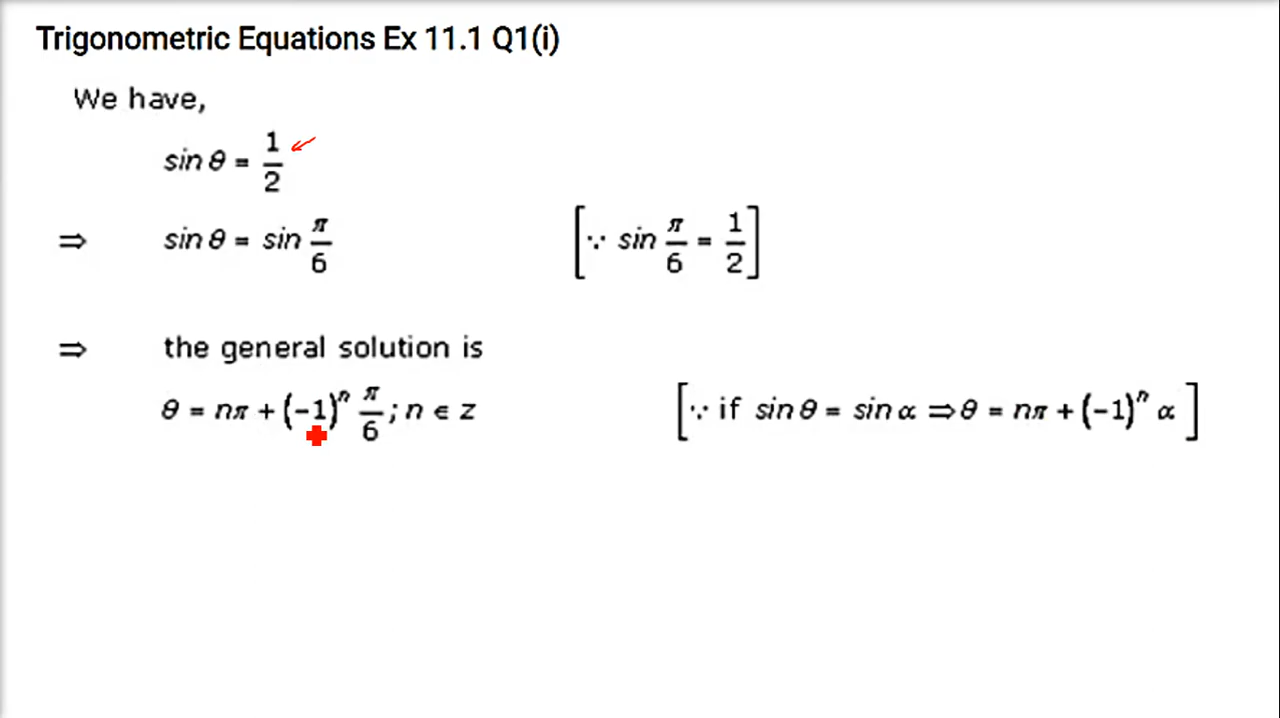 Trigonometric Equations Ex 11.1 Q1(i)
We have,
sin θ = 1/2
⇒ sin θ = sin π/6 [∵ sin π/6 = 1/2]
⇒ the general solution is
θ = nπ + (−1)ⁿ π/6 ; n ∈ z [∵ if sin θ = sin α ⇒ θ = nπ + (−1)ⁿ α]